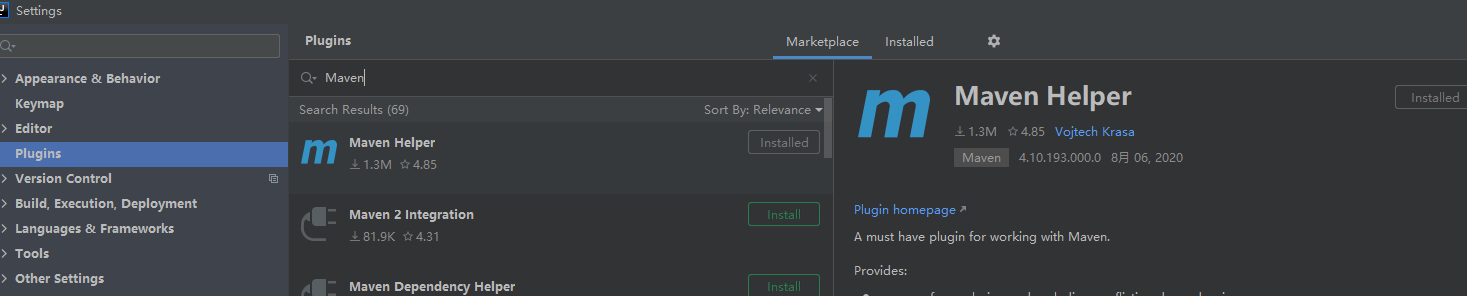 Settings
Appearance & Behavior
Keymap
Editor
Plugins
Version Control
Build, Execution, Deployment
Languages & Frameworks
Tools
Other Settings
Plugins
Marketplace
Installed
Maven
Search Results (69)
Sort By: Relevance
Maven Helper
1.3M 4.85
Installed
Maven 2 Integration
81.9K 4.31
Install
Maven Dependency Helper
Install
Maven Helper
Installed
1.3M 4.85 Vojtech Krasa
Maven 4.10.193.000.0 8月 06, 2020
Plugin homepage
A must have plugin for working with Maven.
Provides: